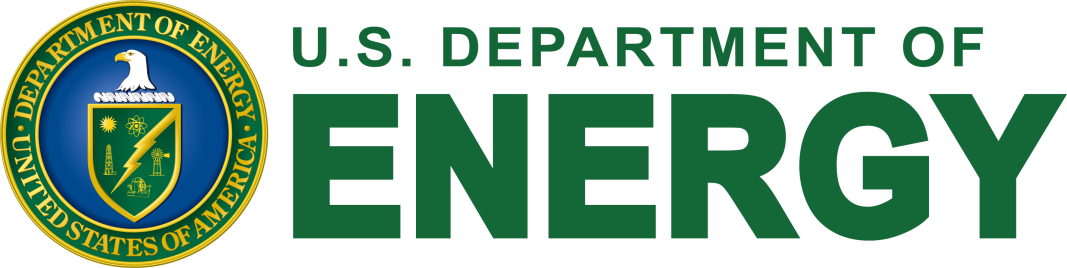 DEPARTMENT OF ENERGY
UNITED STATES OF AMERICA
U.S. DEPARTMENT OF
ENERGY